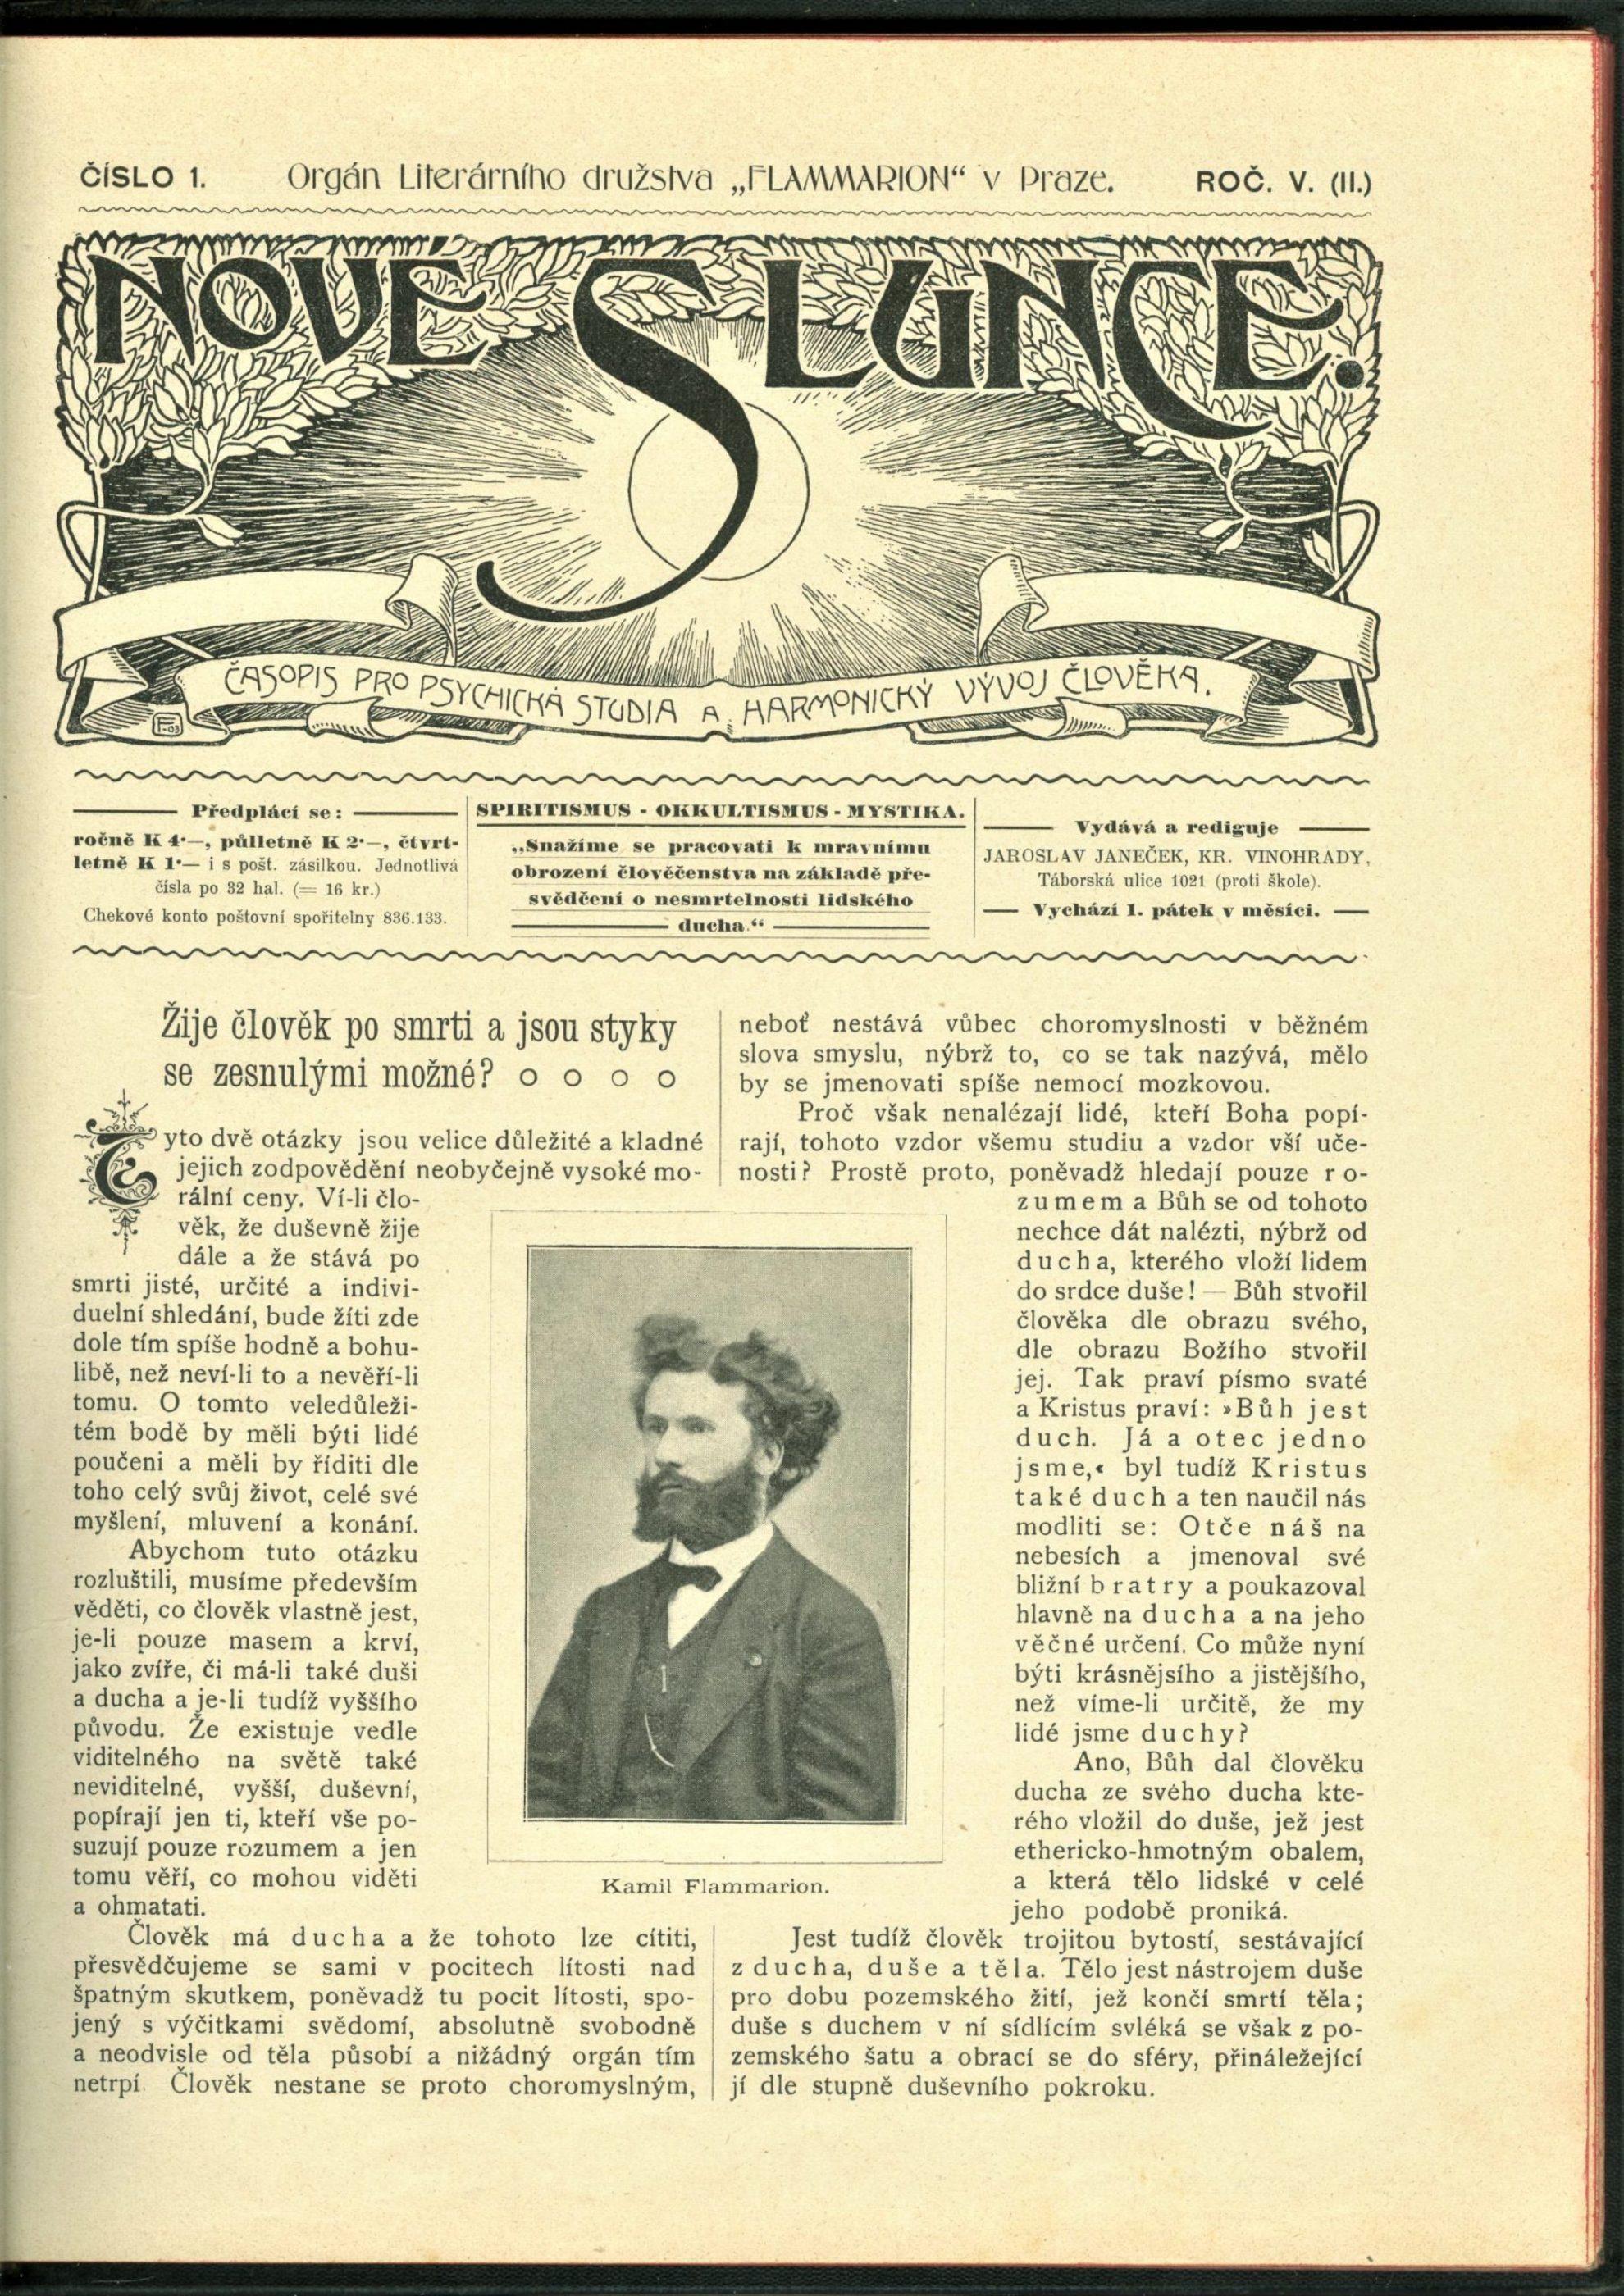 ČÍSLO 1. Orgán Literárního družstva „FLAMMARION“ v Praze. ROČ. V. (II.)
NOVÉ SLUNCE.
ČASOPIS PRO PSYCHICKÁ STUDIA A HARMONICKÝ VÝVOJ ČLOVĚKA.
Předplácí se:
ročně K 4·—, půlletně K 2·—, čtvrt-
letně K 1·— i s pošt. zásilkou. Jednotlivá
čísla po 32 hal. (= 16 kr.)
Chekové konto poštovní spořitelny 836.133.
SPIRITISMUS - OKKULTISMUS - MYSTIKA.
„Snažíme se pracovati k mravnímu
obrození člověčenstva na základě pře-
svědčení o nesmrtelnosti lidského
ducha.“
Vydává a rediguje
JAROSLAV JANEČEK, KR. VINOHRADY,
Táborská ulice 1021 (proti škole).
Vychází 1. pátek v měsíci.
Žije člověk po smrti a jsou styky
se zesnulými možné? o o o o
Tyto dvě otázky jsou velice důležité a kladné
jejich zodpovědění neobyčejně vysoké mo-
rální ceny. Ví-li člo-
věk, že duševně žije
dále a že stává po
smrti jisté, určité a indivi-
duelní shledání, bude žíti zde
dole tím spíše hodně a bohu-
libě, než neví-li to a nevěří-li
tomu. O tomto veledůleži-
tém bodě by měli býti lidé
poučeni a měli by říditi dle
toho celý svůj život, celé své
myšlení, mluvení a konání.
Abychom tuto otázku
rozluštili, musíme především
věděti, co člověk vlastně jest,
je-li pouze masem a krví,
jako zvíře, či má-li také duši
a ducha a je-li tudíž vyššího
původu. Že existuje vedle
viditelného na světě také
neviditelné, vyšší, duševní,
popírají jen ti, kteří vše po-
suzují pouze rozumem a jen
tomu věří, co mohou viděti
a ohmatati.
Člověk má ducha a že tohoto lze cítiti,
přesvědčujeme se sami v pocitech lítosti nad
špatným skutkem, poněvadž tu pocit lítosti, spo-
jený s výčitkami svědomí, absolutně svobodně
a neodvisle od těla působí a nižádný orgán tím
netrpí. Člověk nestane se proto choromyslným,
Kamil Flammarion.
neboť nestává vůbec choromyslnosti v běžném
slova smyslu, nýbrž to, co se tak nazývá, mělo
by se jmenovati spíše nemocí mozkovou.
Proč však nenalézají lidé, kteří Boha popí-
rají, tohoto vzdor všemu studiu a vzdor vší uče-
nosti? Prostě proto, poněvadž hledají pouze ro-
zumem a Bůh se od tohoto
nechce dát nalézti, nýbrž od
ducha, kterého vloží lidem
do srdce duše! — Bůh stvořil
člověka dle obrazu svého,
dle obrazu Božího stvořil
jej. Tak praví písmo svaté
a Kristus praví: »Bůh jest
duch. Já a otec jedno
jsme,« byl tudíž Kristus
také duch a ten naučil nás
modliti se: Otče náš na
nebesích a jmenoval své
bližní bratry a poukazoval
hlavně na ducha a na jeho
věčné určení. Co může nyní
býti krásnějsího a jistějšího,
než víme-li určitě, že my
lidé jsme duchy?
Ano, Bůh dal člověku
ducha ze svého ducha kte-
rého vložil do duše, jež jest
ethericko-hmotným obalem,
a která tělo lidské v celé
jeho podobě proniká.
Jest tudíž člověk trojitou bytostí, sestávající
z ducha, duše a těla. Tělo jest nástrojem duše
pro dobu pozemského žití, jež končí smrtí těla;
duše s duchem v ní sídlícím svléká se však z po-
zemského šatu a obrací se do sféry, přináležející
jí dle stupně duševního pokroku.